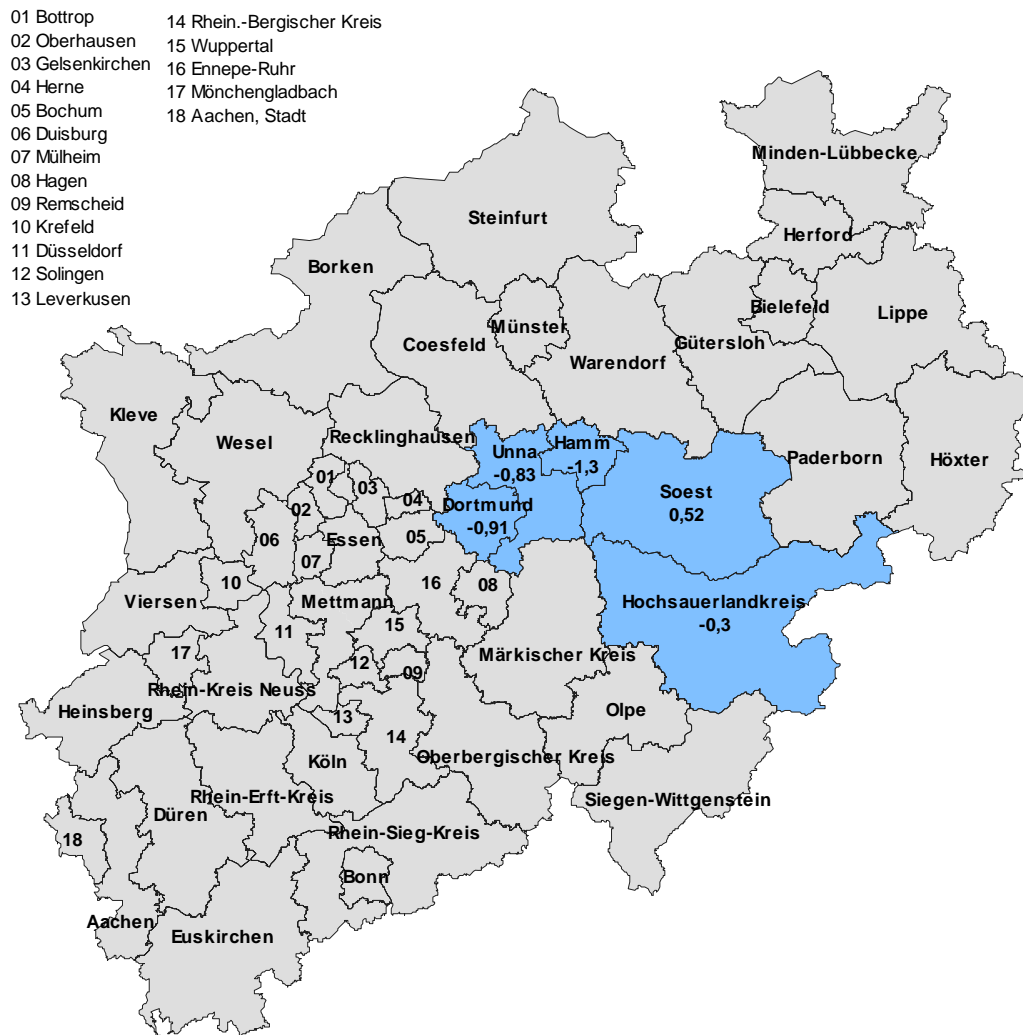 01 Bottrop
02 Oberhausen
03 Gelsenkirchen
04 Herne
05 Bochum
06 Duisburg
07 Mülheim
08 Hagen
09 Remscheid
10 Krefeld
11 Düsseldorf
12 Solingen
13 Leverkusen
14 Rhein.-Bergischer Kreis
15 Wuppertal
16 Ennepe-Ruhr
17 Mönchengladbach
18 Aachen, Stadt
Minden-Lübbecke
Steinfurt
Herford
Borken
Bielefeld
Lippe
Münster
Coesfeld
Gütersloh
Warendorf
Kleve
Wesel
Recklinghausen
Unna
-0,83
Hamm
-1,3
Paderborn
Höxter
01
03
Soest
0,52
02
04
Dortmund
-0,91
06
Essen
05
07
10
16
08
Viersen
Mettmann
Hochsauerlandkreis
-0,3
11
15
17
12
09
Märkischer Kreis
Rhein-Kreis Neuss
Heinsberg
13
Olpe
14
Köln
Oberbergischer Kreis
Rhein-Erft-Kreis
Siegen-Wittgenstein
Düren
18
Rhein-Sieg-Kreis
Bonn
Aachen
Euskirchen